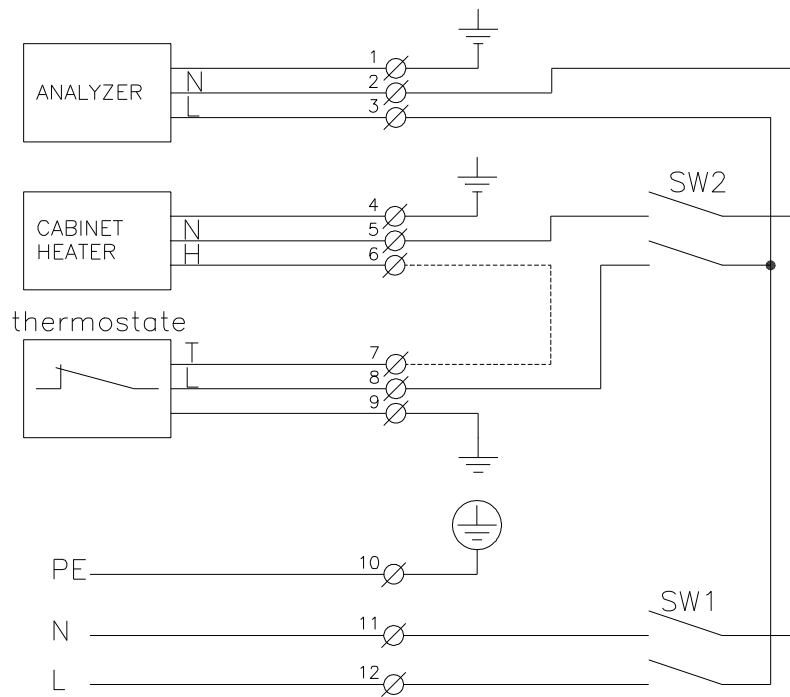 1
N
2
ANALYZER
L
3
SW2
4
CABINET
N
5
HEATER
H
6
thermostate
T
7
L
8
9
PE
10
SW1
N
11
L
12